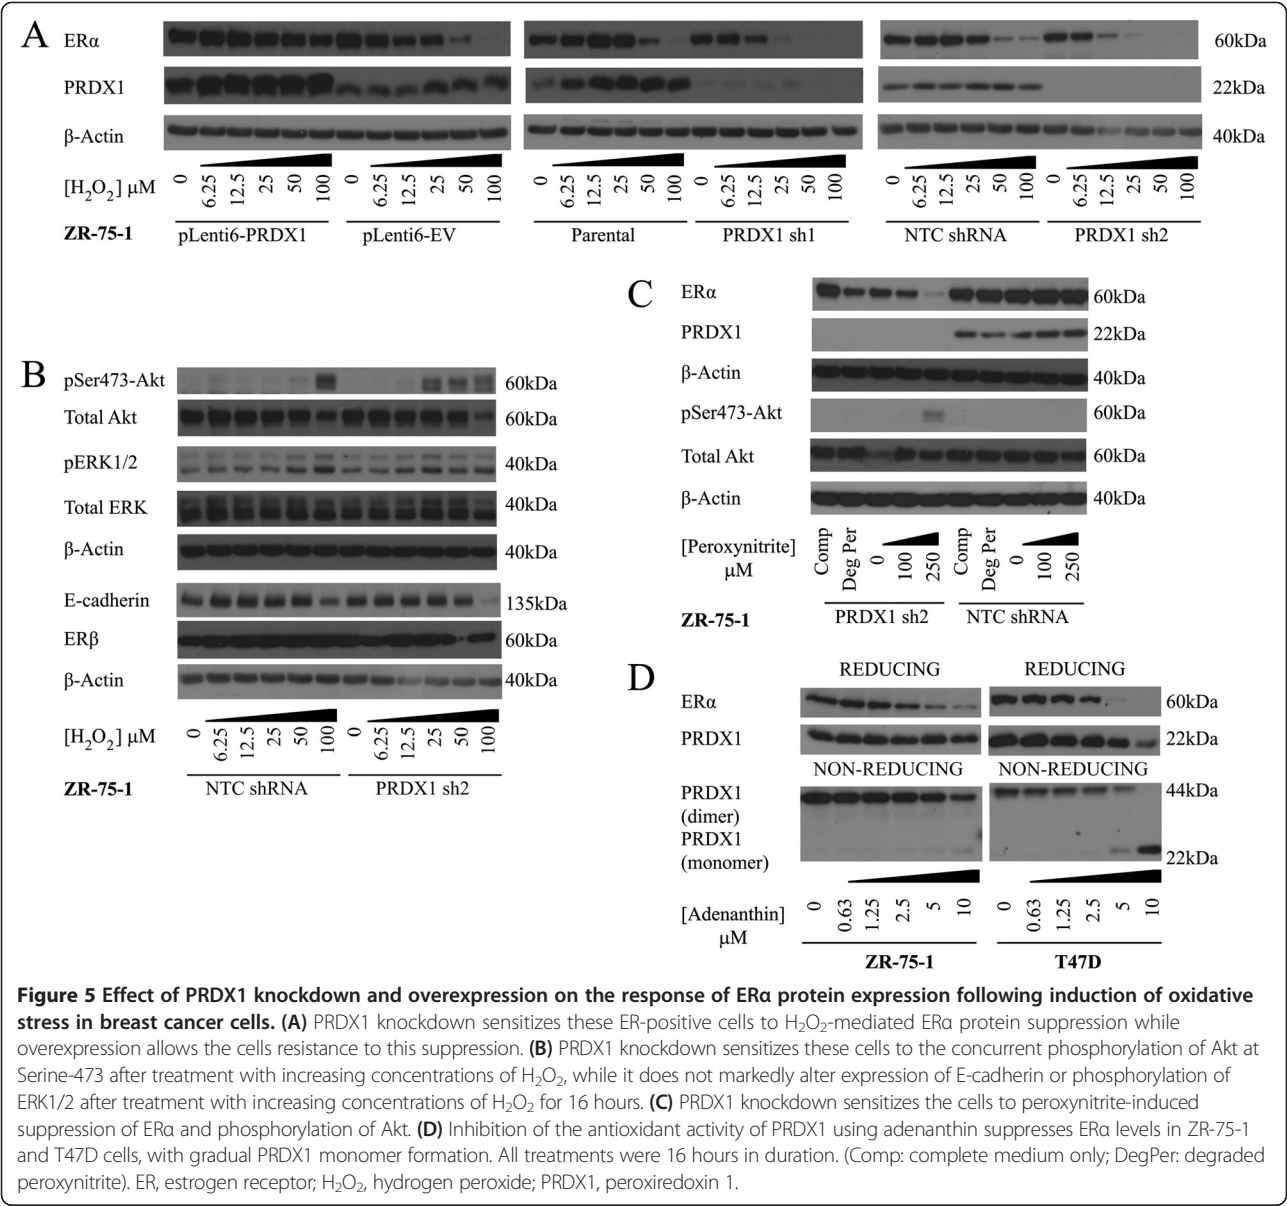 A
ERα
60kDa
PRDX1
22kDa
β-Actin
40kDa
[H₂O₂] μM
0 6.25 12.5 25 50 100 0 6.25 12.5 25 50 100 0 6.25 12.5 25 50 100 0 6.25 12.5 25 50 100 0 6.25 12.5 25 50 100 0 6.25 12.5 25 50 100
ZR-75-1 pLenti6-PRDX1 pLenti6-EV Parental PRDX1 sh1 NTC shRNA PRDX1 sh2
B
pSer473-Akt 60kDa
Total Akt 60kDa
pERK1/2 40kDa
Total ERK 40kDa
β-Actin 40kDa
E-cadherin 135kDa
ERβ 60kDa
β-Actin 40kDa
[H₂O₂] μM 0 6.25 12.5 25 50 100 0 6.25 12.5 25 50 100
ZR-75-1 NTC shRNA PRDX1 sh2
C
ERα 60kDa
PRDX1 22kDa
β-Actin 40kDa
pSer473-Akt 60kDa
Total Akt 60kDa
β-Actin 40kDa
[Peroxynitrite]
μM
Comp Deg Per 0 100 250 Comp Deg Per 0 100 250
ZR-75-1 PRDX1 sh2 NTC shRNA
D
REDUCING REDUCING
ERα 60kDa
PRDX1 22kDa
NON-REDUCING NON-REDUCING
PRDX1 44kDa
(dimer)
PRDX1
(monomer) 22kDa
[Adenanthin]
μM
0 0.63 1.25 2.5 5 10 0 0.63 1.25 2.5 5 10
ZR-75-1 T47D
Figure 5 Effect of PRDX1 knockdown and overexpression on the response of ERα protein expression following induction of oxidative
stress in breast cancer cells. (A) PRDX1 knockdown sensitizes these ER-positive cells to H₂O₂-mediated ERα protein suppression while
overexpression allows the cells resistance to this suppression. (B) PRDX1 knockdown sensitizes these cells to the concurrent phosphorylation of Akt at
Serine-473 after treatment with increasing concentrations of H₂O₂, while it does not markedly alter expression of E-cadherin or phosphorylation of
ERK1/2 after treatment with increasing concentrations of H₂O₂ for 16 hours. (C) PRDX1 knockdown sensitizes the cells to peroxynitrite-induced
suppression of ERα and phosphorylation of Akt. (D) Inhibition of the antioxidant activity of PRDX1 using adenanthin suppresses ERα levels in ZR-75-1
and T47D cells, with gradual PRDX1 monomer formation. All treatments were 16 hours in duration. (Comp: complete medium only; DegPer: degraded
peroxynitrite). ER, estrogen receptor; H₂O₂, hydrogen peroxide; PRDX1, peroxiredoxin 1.